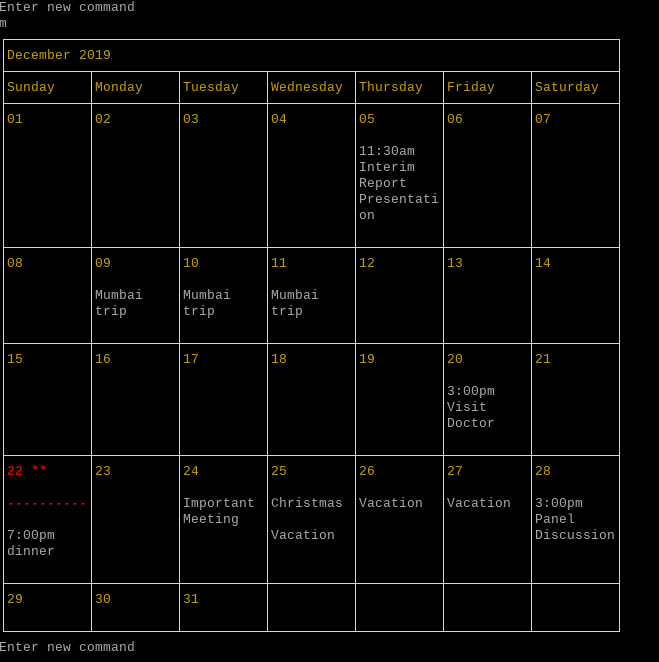 Enter new command
m
December 2019
Sunday Monday Tuesday Wednesday Thursday Friday Saturday
01 02 03 04 05 06 07
11:30am
Interim
Report
Presentati
on
08 09 10 11 12 13 14
Mumbai Mumbai Mumbai
trip trip trip
15 16 17 18 19 20 21
3:00pm
Visit
Doctor
22 ** 23 24 25 26 27 28
---------- Important Christmas Vacation Vacation 3:00pm
Meeting Panel
7:00pm Vacation Discussion
dinner
29 30 31
Enter new command